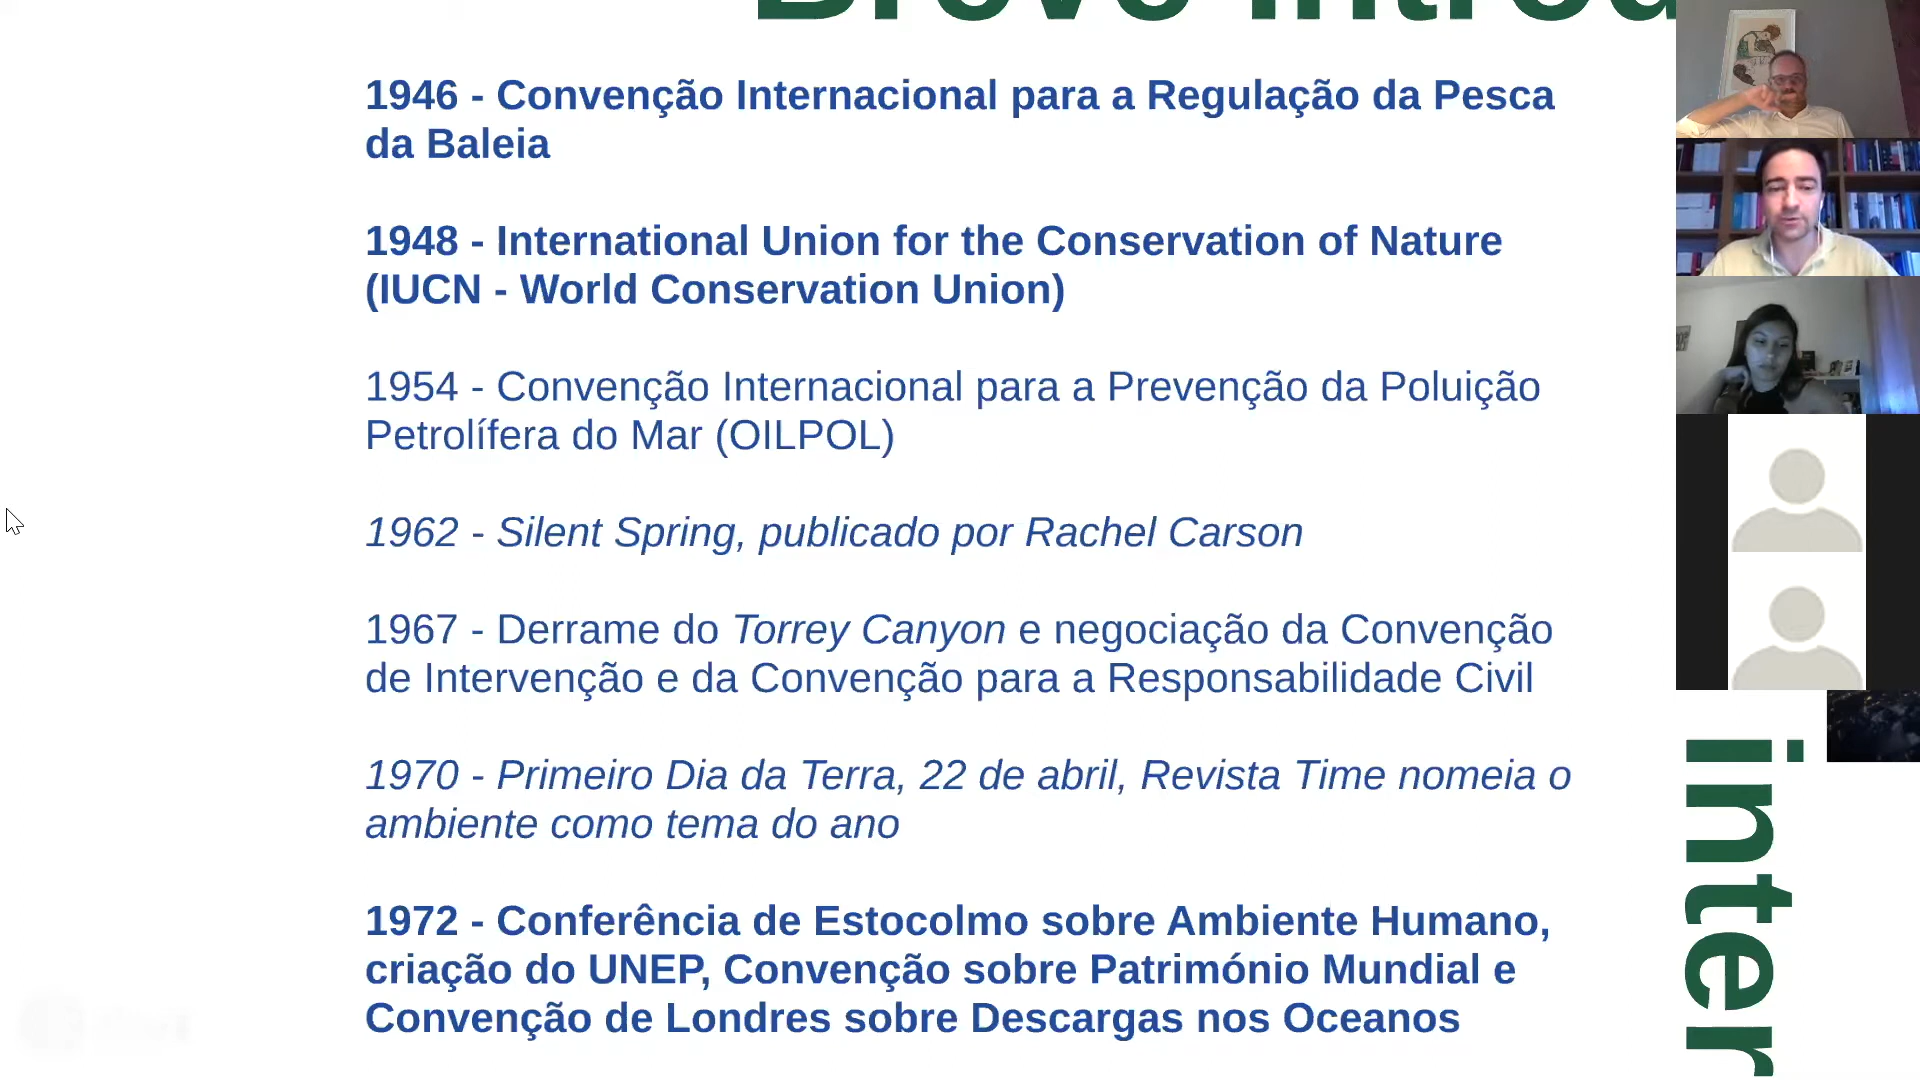 Breve Introd
1946 - Convenção Internacional para a Regulação da Pesca
da Baleia
1948 - International Union for the Conservation of Nature
(IUCN - World Conservation Union)
1954 - Convenção Internacional para a Prevenção da Poluição
Petrolífera do Mar (OILPOL)
1962 - Silent Spring, publicado por Rachel Carson
1967 - Derrame do Torrey Canyon e negociação da Convenção
de Intervenção e da Convenção para a Responsabilidade Civil
1970 - Primeiro Dia da Terra, 22 de abril, Revista Time nomeia o
ambiente como tema do ano
1972 - Conferência de Estocolmo sobre Ambiente Humano,
criação do UNEP, Convenção sobre Património Mundial e
Convenção de Londres sobre Descargas nos Oceanos
inter